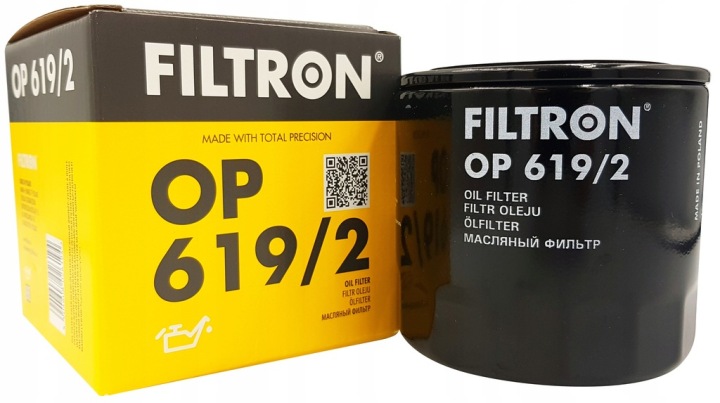 OP 619/2
FILTRON
FILTRON®
MADE WITH TOTAL PRECISION
OP
619/2
OIL FILTER
FILTR OLEJU
ÖLFILTER
МАСЛЯНЫЙ ФИЛЬТР
FILTRON®
OP 619/2
OIL FILTER
FILTR OLEJU
ÖLFILTER
МАСЛЯНЫЙ ФИЛЬТР
MADE IN POLAND